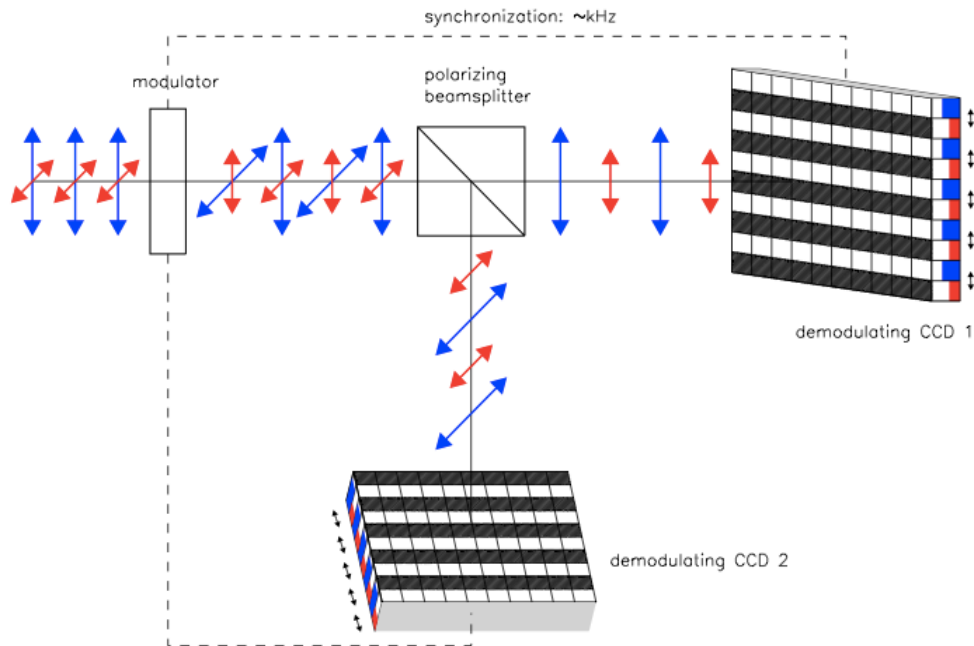 synchronization: ~kHz
modulator
polarizing
beamsplitter
demodulating CCD 1
demodulating CCD 2